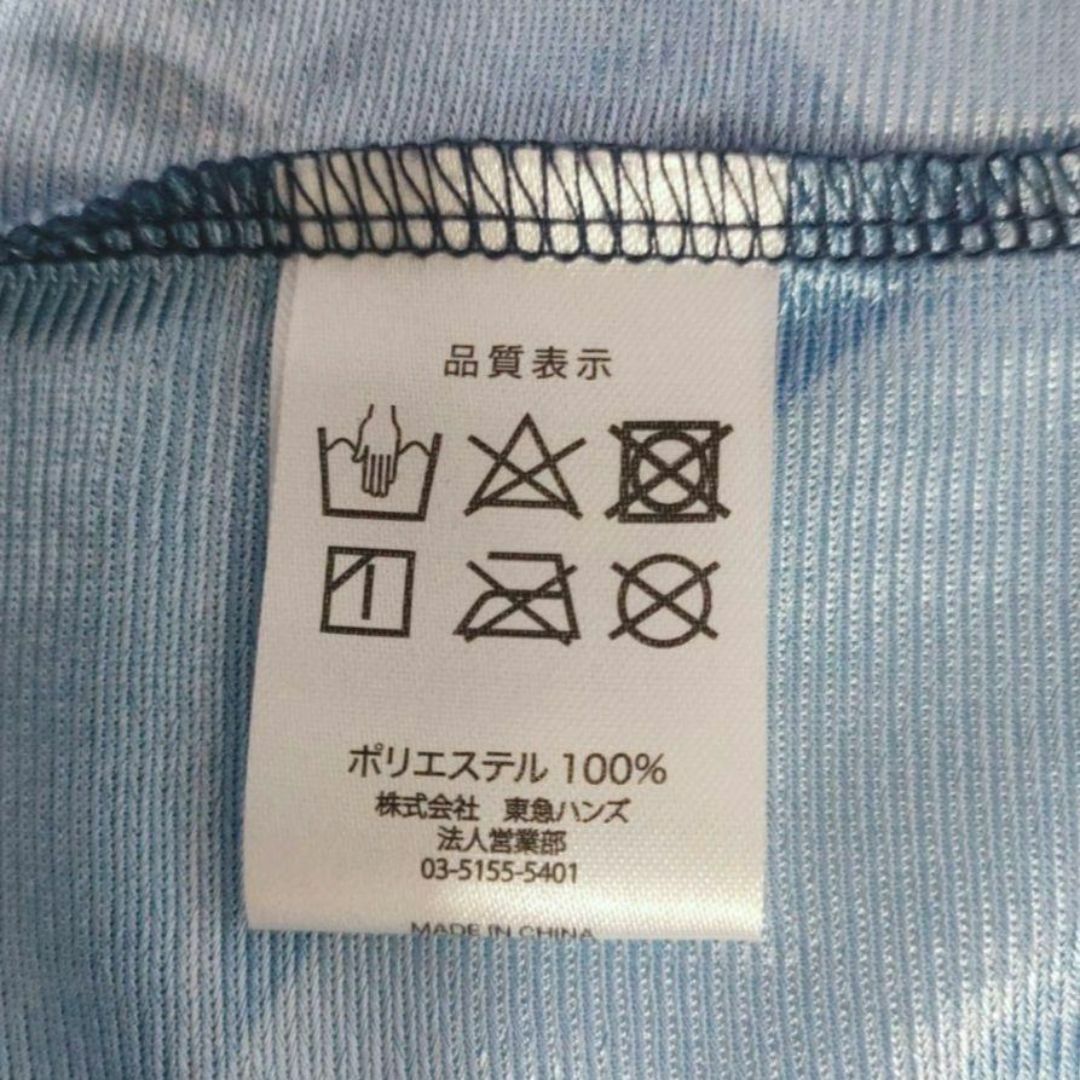 品質表示
ポリエステル 100%
株式会社 東急ハンズ
法人営業部
03-5155-5401
MADE IN CHINA